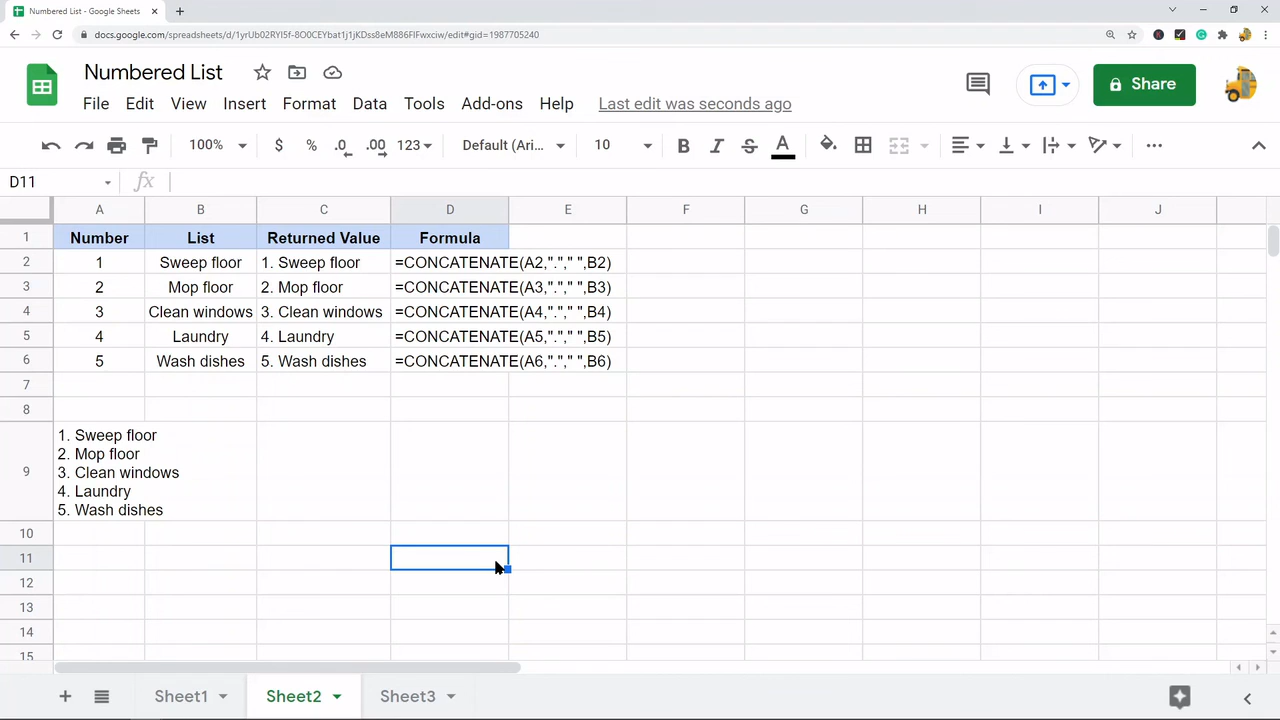 Numbered List - Google Sheets
docs.google.com/spreadsheets/d/1yrUb02RYI5f-8O0CEYbat1j1jKDss8eM886FIFwxciw/edit#gid=1987705240
Numbered List
File Edit View Insert Format Data Tools Add-ons Help Last edit was seconds ago
Share
100% $ % .0 .00 123 Default (Ari... 10 B I S A
D11 fx
A B C D E F G H I J
1 Number List Returned Value Formula
2 1 Sweep floor 1. Sweep floor =CONCATENATE(A2,"."," ",B2)
3 2 Mop floor 2. Mop floor =CONCATENATE(A3,"."," ",B3)
4 3 Clean windows 3. Clean windows =CONCATENATE(A4,"."," ",B4)
5 4 Laundry 4. Laundry =CONCATENATE(A5,"."," ",B5)
6 5 Wash dishes 5. Wash dishes =CONCATENATE(A6,"."," ",B6)
7
8
1. Sweep floor
2. Mop floor
9 3. Clean windows
4. Laundry
5. Wash dishes
10
11
12
13
14
15
Sheet1 Sheet2 Sheet3